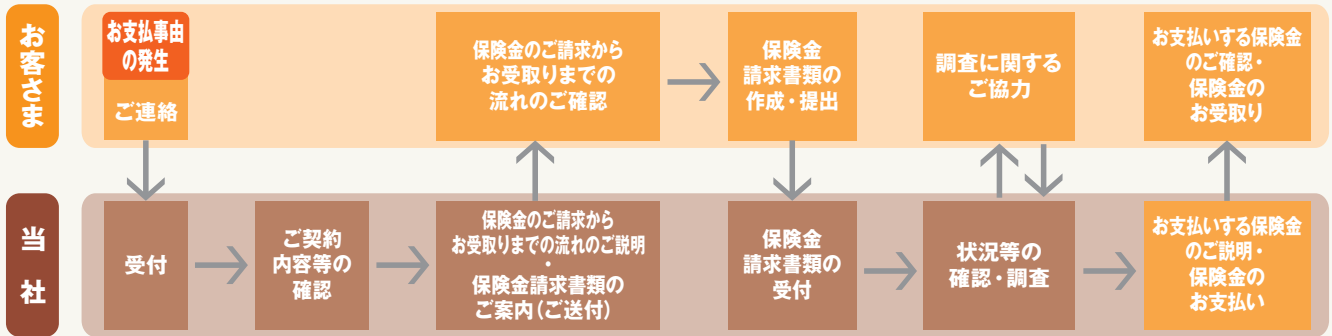 お客さま
お支払事由
の発生
ご連絡
保険金のご請求から
お受取りまでの
流れのご確認
保険金
請求書類の
作成・提出
調査に関する
ご協力
お支払いする保険金
のご確認・
保険金の
お受取り
当社
受付
ご契約
内容等の
確認
保険金のご請求から
お受取りまでの流れのご説明
・
保険金請求書類の
ご案内(ご送付)
保険金
請求書類の
受付
状況等の
確認・調査
お支払いする保険金
のご説明・
保険金の
お支払い